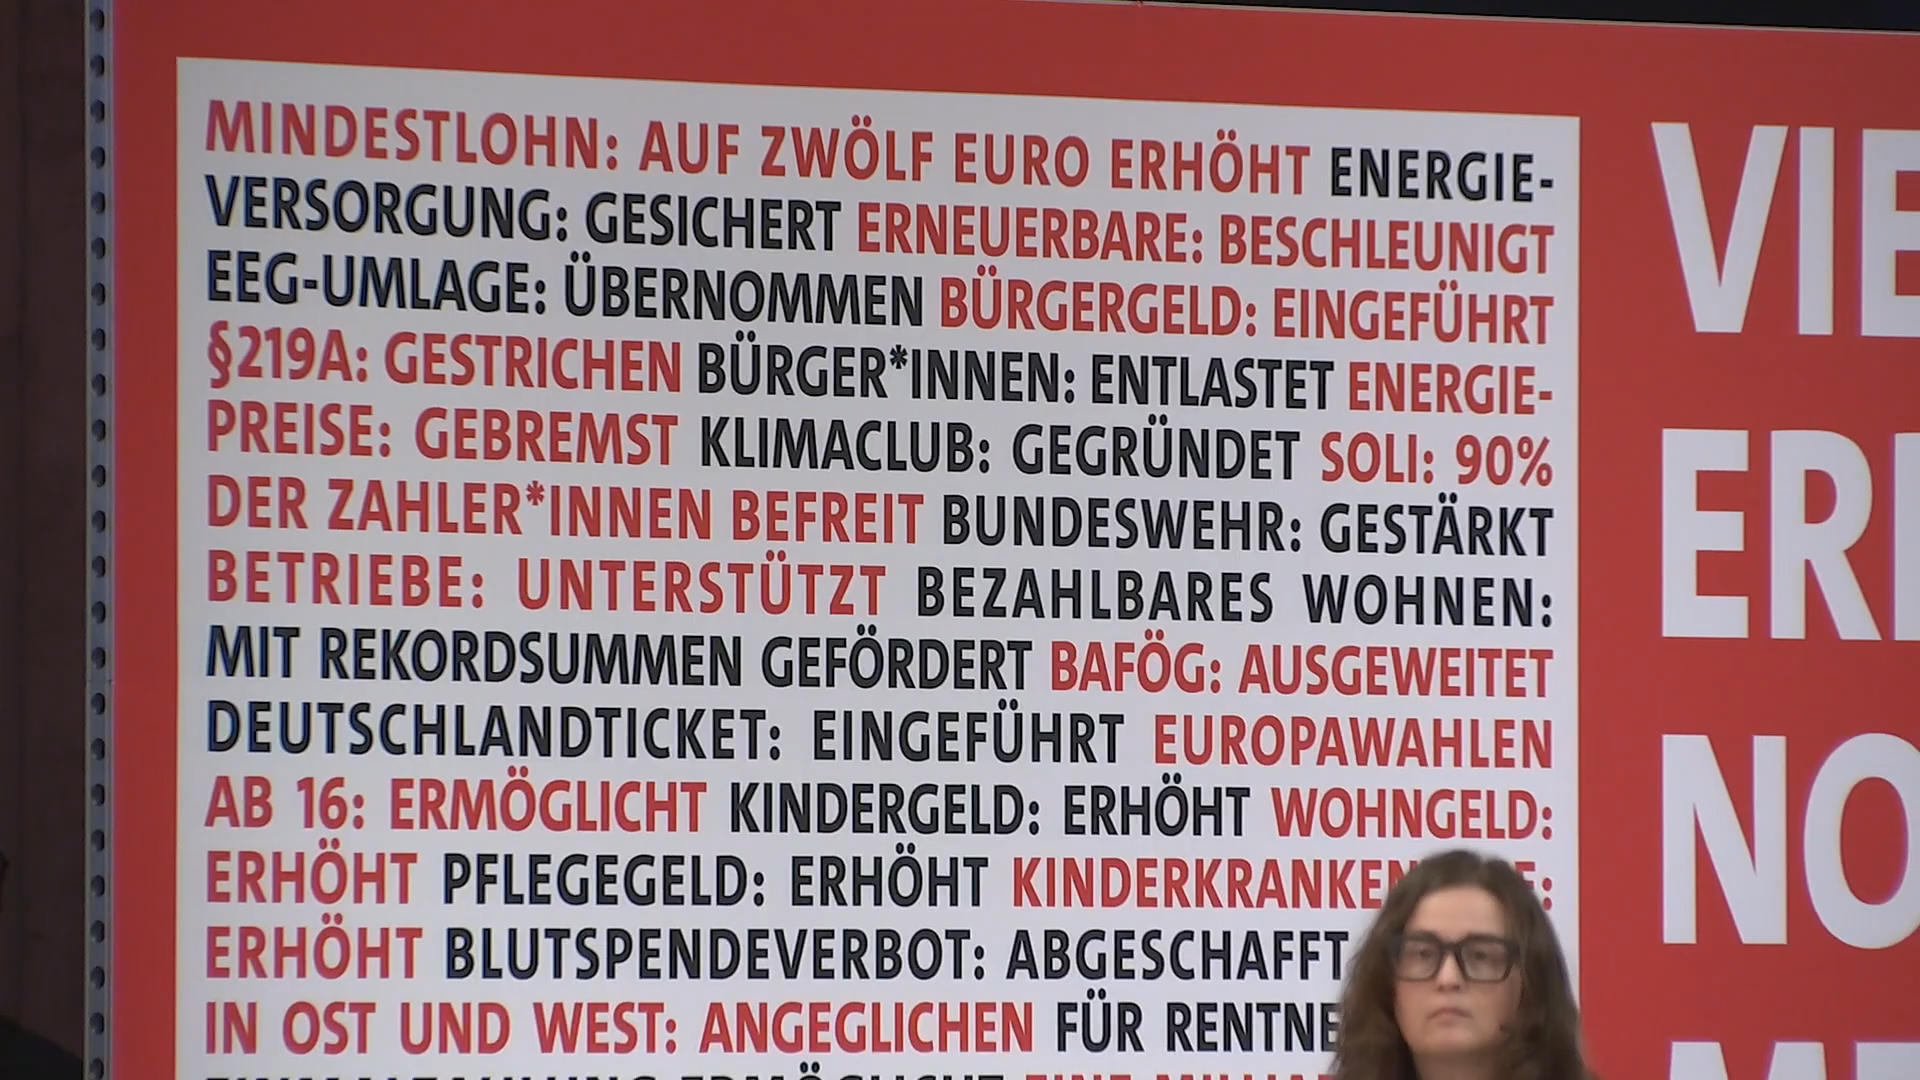 MINDESTLOHN: AUF ZWÖLF EURO ERHÖHT ENERGIE-
VERSORGUNG: GESICHERT ERNEUERBARE: BESCHLEUNIGT
EEG-UMLAGE: ÜBERNOMMEN BÜRGERGELD: EINGEFÜHRT
§219A: GESTRICHEN BÜRGER*INNEN: ENTLASTET ENERGIE-
PREISE: GEBREMST KLIMACLUB: GEGRÜNDET SOLI: 90%
DER ZAHLER*INNEN BEFREIT BUNDESWEHR: GESTÄRKT
BETRIEBE: UNTERSTÜTZT BEZAHLBARES WOHNEN:
MIT REKORDSUMMEN GEFÖRDERT BAFÖG: AUSGEWEITET
DEUTSCHLANDTICKET: EINGEFÜHRT EUROPAWAHLEN
AB 16: ERMÖGLICHT KINDERGELD: ERHÖHT WOHNGELD:
ERHÖHT PFLEGEGELD: ERHÖHT
ERHÖHT BLUTSPENDEVERBOT: ABGESCHAFFT
IN OST UND WEST: ANGEGLICHEN FÜR
VIE
NO